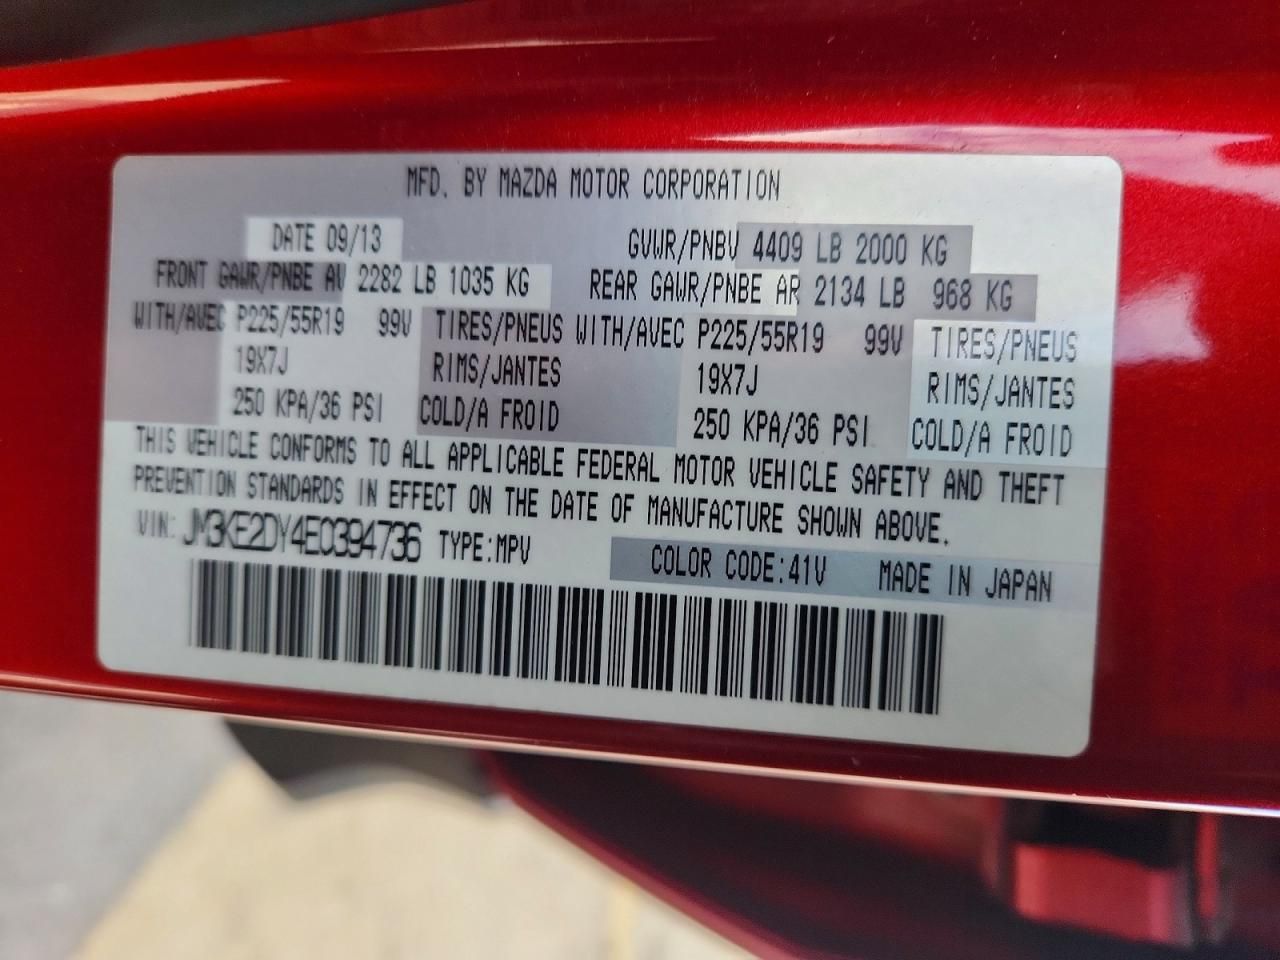 MFD. BY MAZDA MOTOR CORPORATION
DATE 09/13 GVWR/PNBV 4409 LB 2000 KG
FRONT GAWR/PNBE AV 2282 LB 1035 KG REAR GAWR/PNBE AR 2134 LB 968 KG
WITH/AVEC P225/55R19 99V TIRES/PNEUS WITH/AVEC P225/55R19 99V TIRES/PNEUS
19X7J RIMS/JANTES 19X7J RIMS/JANTES
250 KPA/36 PSI COLD/A FROID 250 KPA/36 PSI COLD/A FROID
THIS VEHICLE CONFORMS TO ALL APPLICABLE FEDERAL MOTOR VEHICLE SAFETY AND THEFT
PREVENTION STANDARDS IN EFFECT ON THE DATE OF MANUFACTURE SHOWN ABOVE.
VIN: JM3KE2DY4E0394736 TYPE:MPV COLOR CODE:41V MADE IN JAPAN